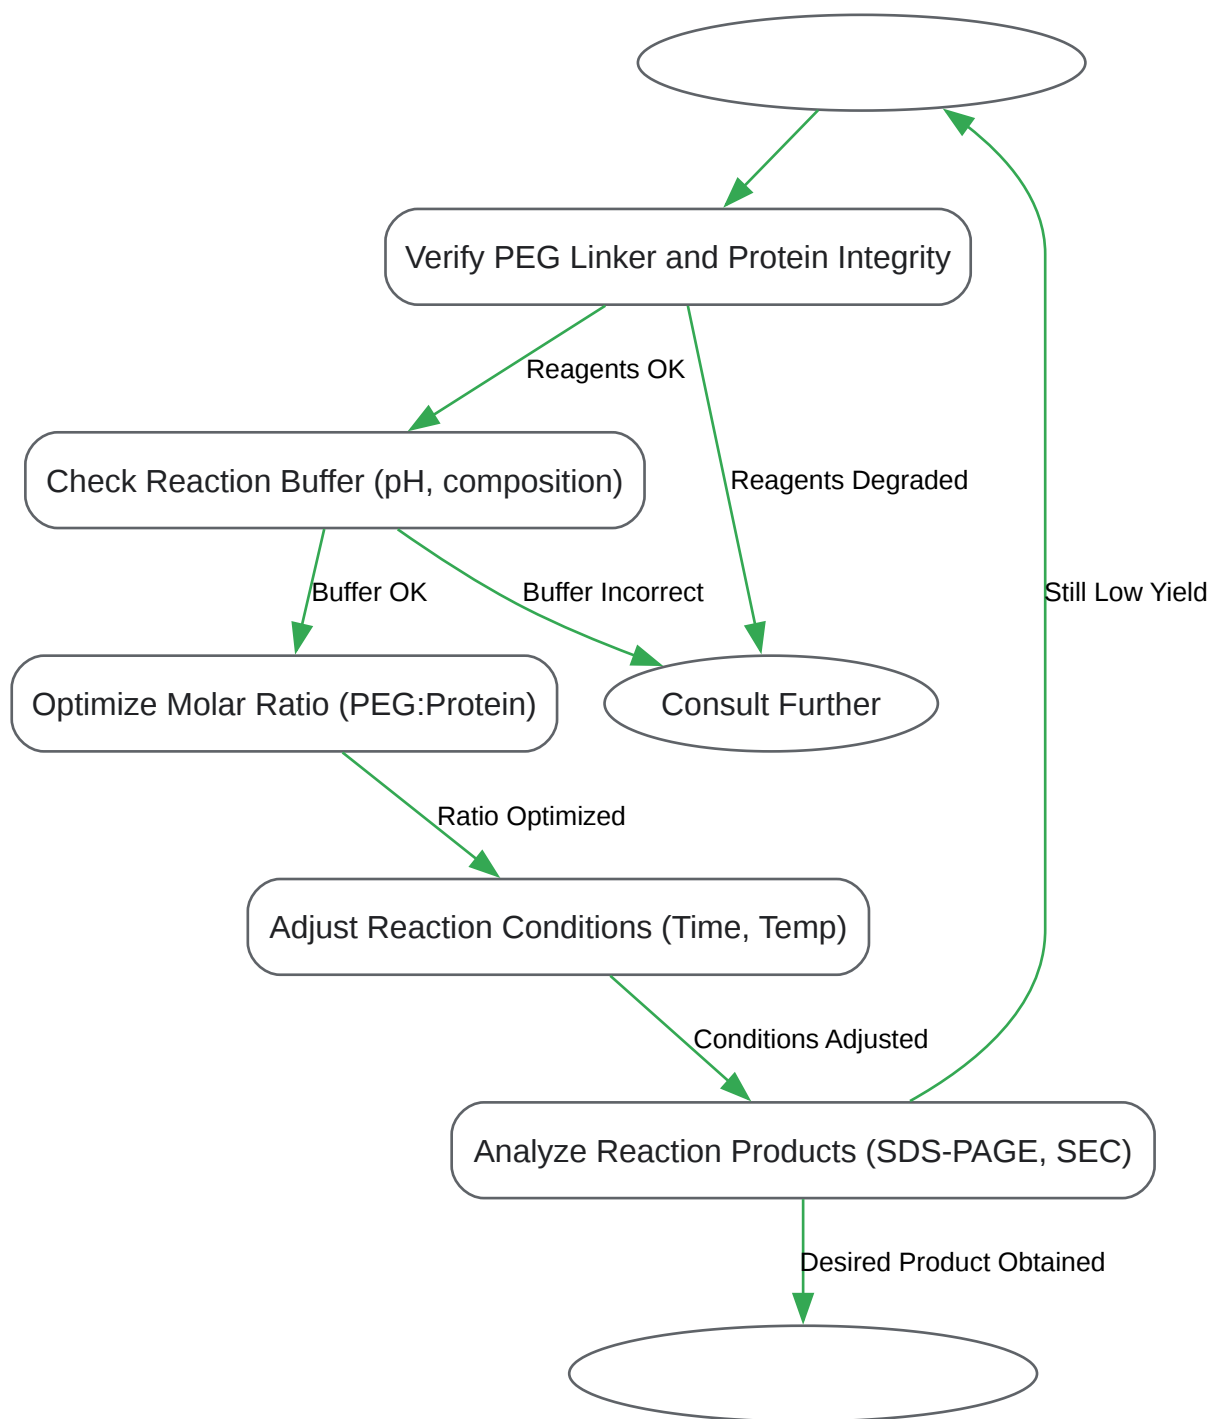 Verify PEG Linker and Protein Integrity
Reagents OK
Check Reaction Buffer (pH, composition)
Reagents Degraded
Buffer OK
Buffer Incorrect
Still Low Yield
Optimize Molar Ratio (PEG:Protein)
Consult Further
Ratio Optimized
Adjust Reaction Conditions (Time, Temp)
Conditions Adjusted
Analyze Reaction Products (SDS-PAGE, SEC)
Desired Product Obtained